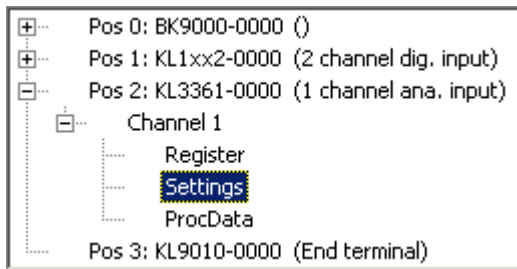 Pos 0: BK9000-0000 ()
Pos 1: KL1xx2-0000 (2 channel dig. input)
Pos 2: KL3361-0000 (1 channel ana. input)
Channel 1
Register
Settings
ProcData
Pos 3: KL9010-0000 (End terminal)